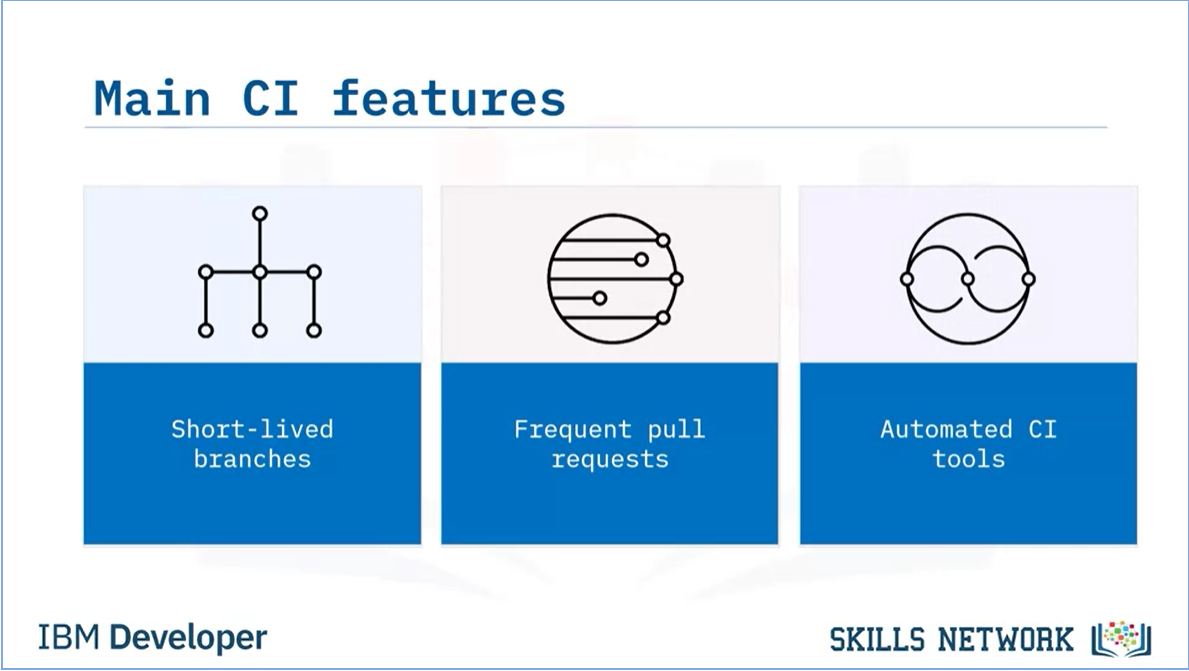 Main CI features
Short-lived
branches
Frequent pull
requests
Automated CI
tools
IBM Developer
SKILLS NETWORK